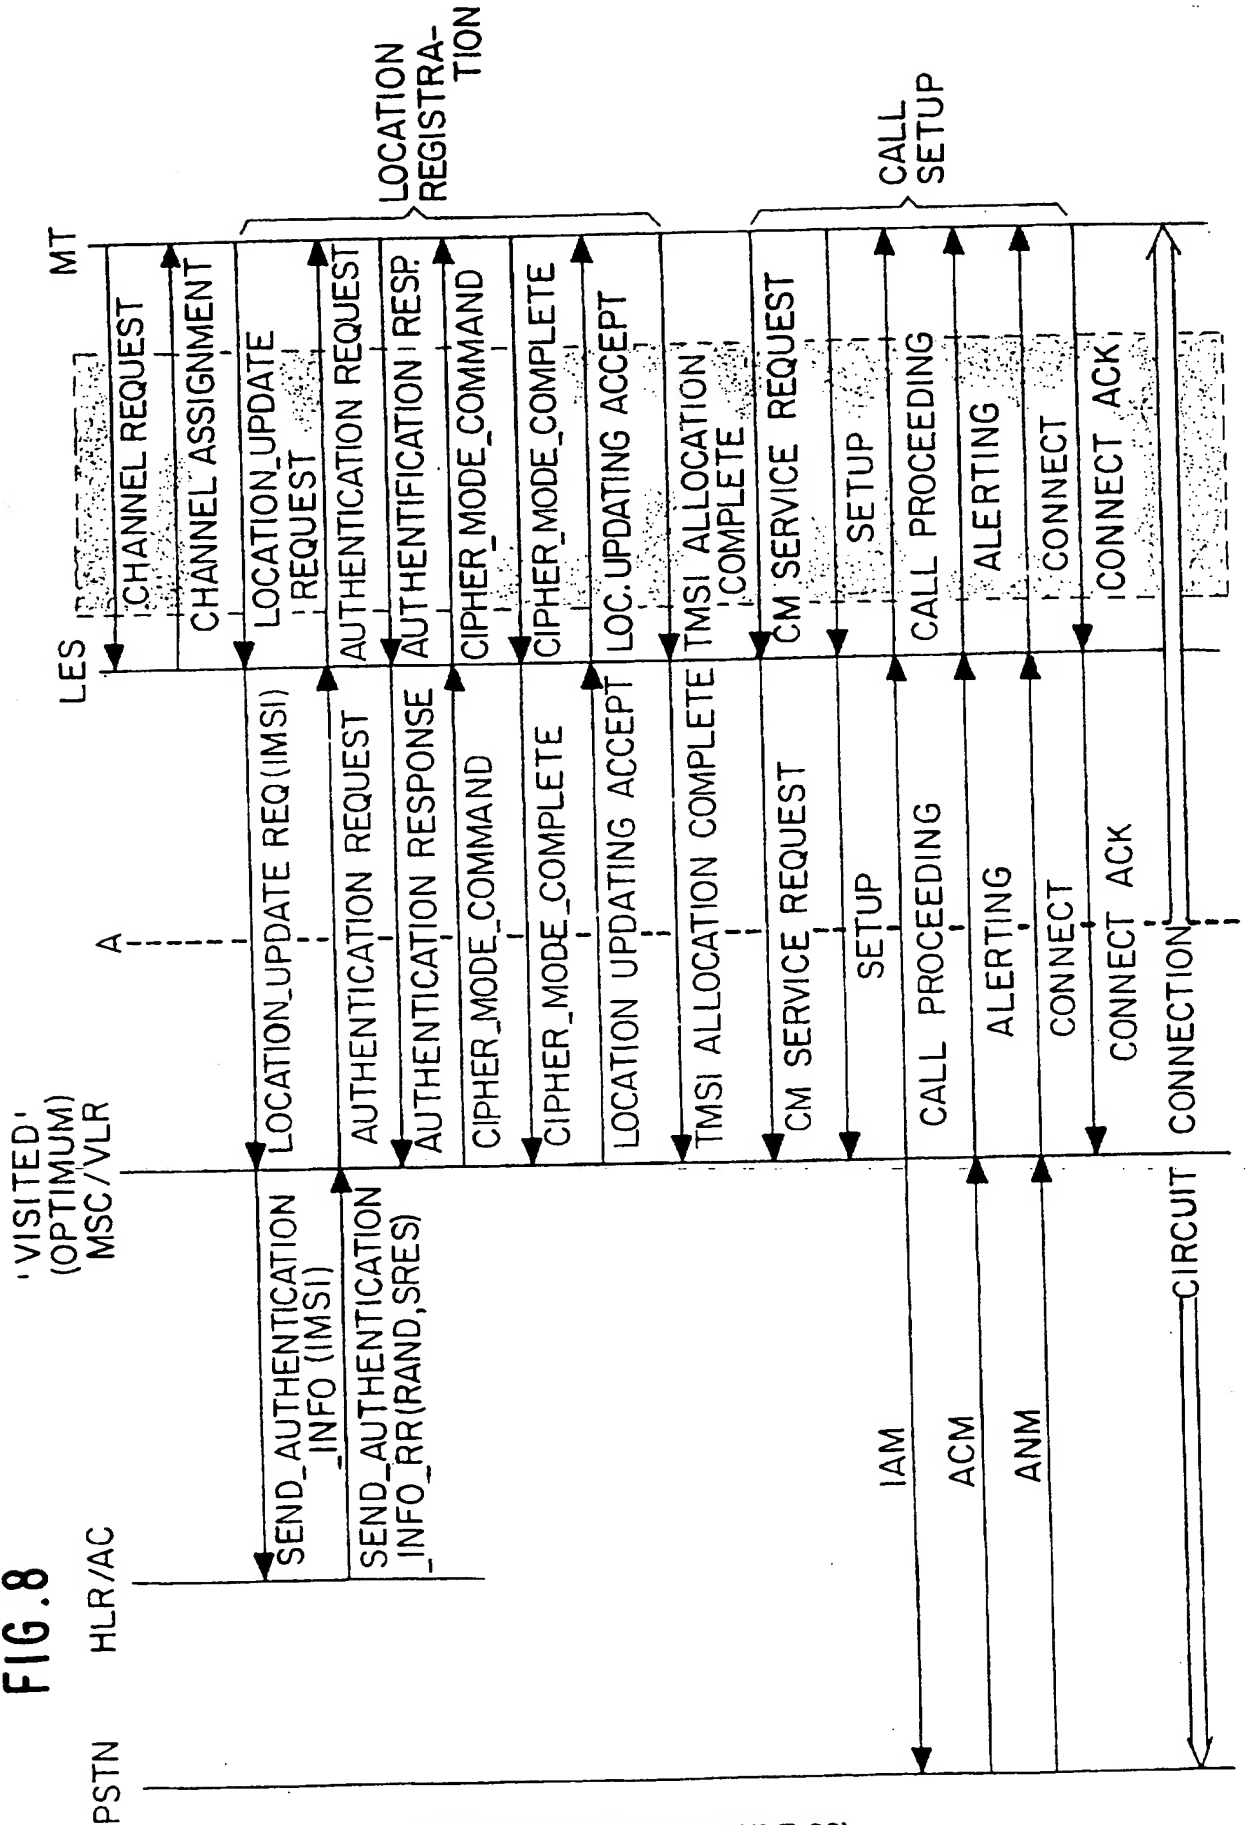 FIG.8
PSTN
HLR/AC
'VISITED'
(OPTIMUM)
MSC/VLR
A
LES
MT
CHANNEL REQUEST
CHANNEL ASSIGNMENT
LOCATION_UPDATE
REQUEST
AUTHENTICATION REQUEST
AUTHENTIFICATION RESP.
CIPHER_MODE_COMMAND
CIPHER_MODE_COMPLETE
LOC.UPDATING ACCEPT
TMSI ALLOCATION
COMPLETE
CM SERVICE REQUEST
SETUP
CALL PROCEEDING
ALERTING
CONNECT
CONNECT ACK
LOCATION
REGISTRA-
TION
CALL
SETUP
LOCATION_UPDATE REQ(IMSI)
AUTHENTICATION REQUEST
AUTHENTICATION RESPONSE
CIPHER_MODE_COMMAND
CIPHER_MODE_COMPLETE
LOCATION UPDATING ACCEPT
TMSI ALLOCATION COMPLETE
CM SERVICE REQUEST
SETUP
CALL PROCEEDING
ALERTING
CONNECT
CONNECT ACK
SEND_AUTHENTICATION
_INFO (IMSI)
SEND_AUTHENTICATION
_INFO_RR(RAND,SRES)
IAM
ACM
ANM
CIRCUIT CONNECTION